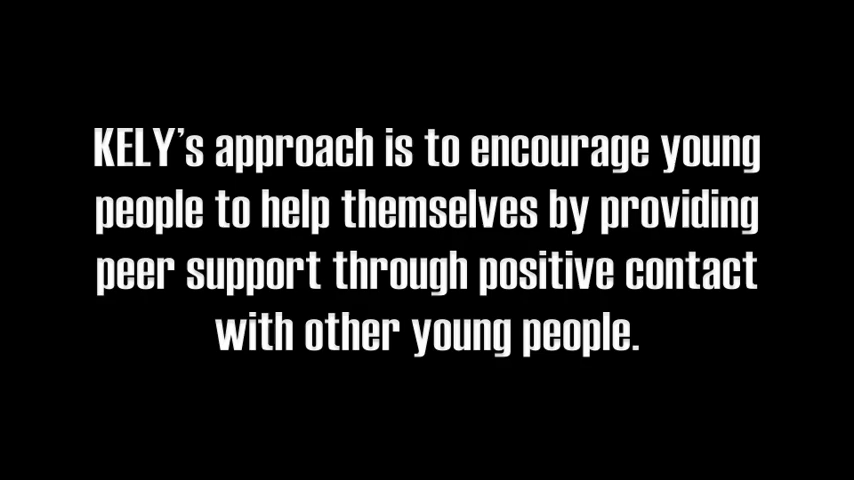 KELY’s approach is to encourage young
people to help themselves by providing
peer support through positive contact
with other young people.